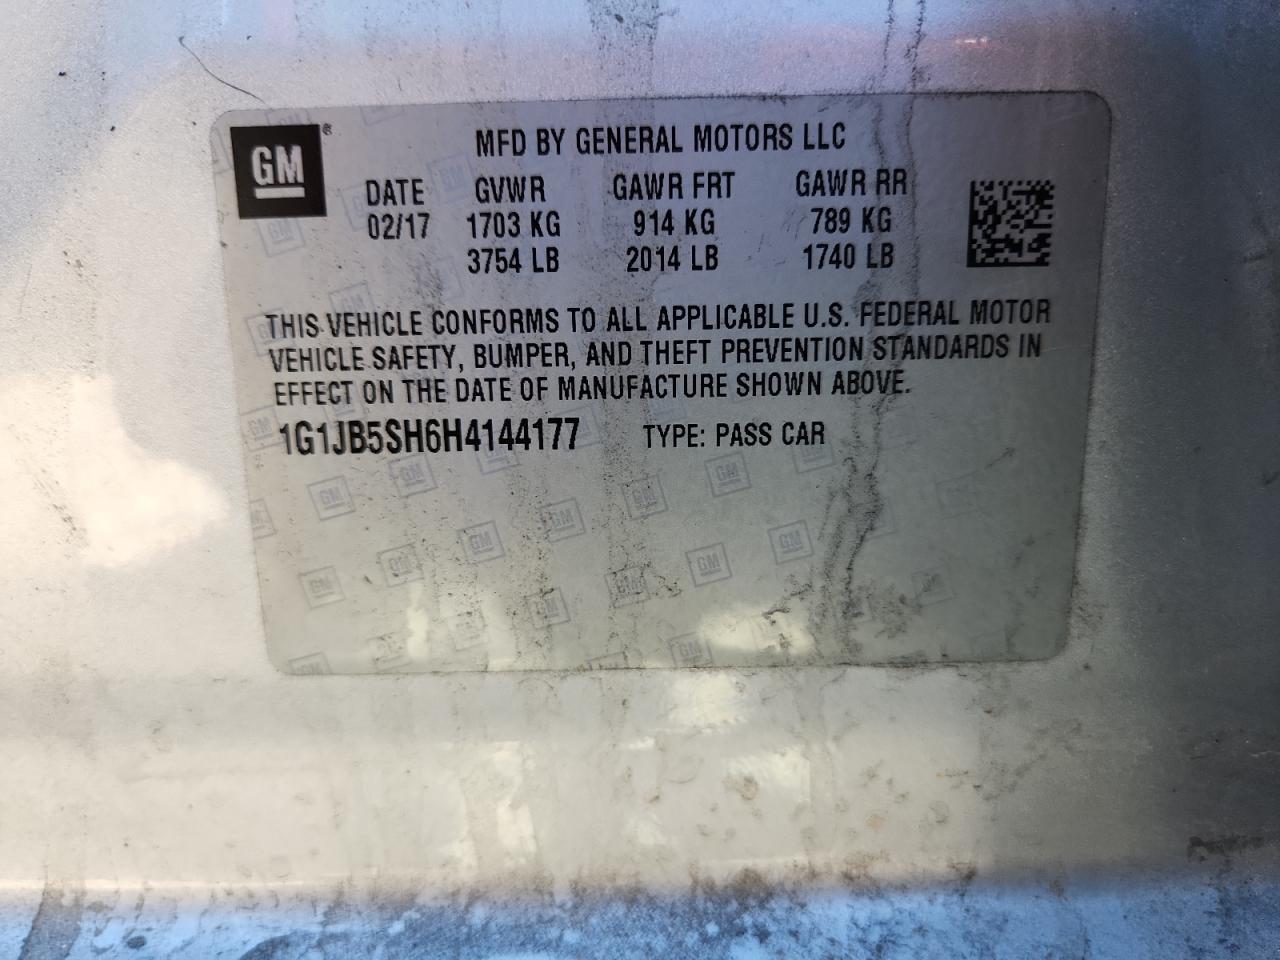 GM®
MFD BY GENERAL MOTORS LLC
DATE GVWR GAWR FRT GAWR RR
02/17 1703 KG 914 KG 789 KG
3754 LB 2014 LB 1740 LB
THIS VEHICLE CONFORMS TO ALL APPLICABLE U.S. FEDERAL MOTOR
VEHICLE SAFETY, BUMPER, AND THEFT PREVENTION STANDARDS IN
EFFECT ON THE DATE OF MANUFACTURE SHOWN ABOVE.
1G1JB5SH6H4144177 TYPE: PASS CAR